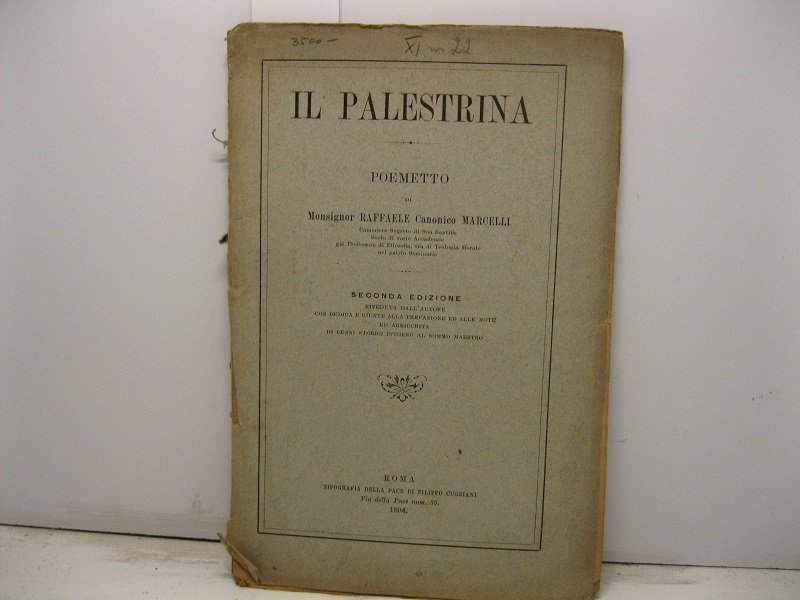 3500-
XI m 22
IL PALESTRINA
POEMETTO
DI
Monsignor RAFFAELE Canonico MARCELLI
Cameriere Segreto di Sua Santità
Socio di varie Accademie
già Professore di Filosofia, ora di Teologia Morale
nel patrio Seminario
SECONDA EDIZIONE
RIVEDUTA DALL'AUTORE
CON DEDICA E GIUNTE ALLA PREFAZIONE ED ALLE NOTE
ED ARRICCHITA
DI CENNI STORICI INTORNO AL SOMMO MAESTRO
ROMA
TIPOGRAFIA DELLA PACE DI FILIPPO CUGGIANI
Via della Pace num. 35.
1894.